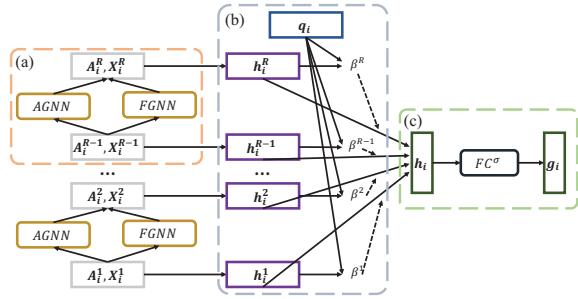 (a)
(b)
(c)
q_i
A_i^R, X_i^R
h_i^R
β^R
AGNN
FGNN
A_i^{R-1}, X_i^{R-1}
h_i^{R-1}
β^{R-1}
h_i
FC^σ
g_i
...
...
A_i^2, X_i^2
h_i^2
β^2
AGNN
FGNN
A_i^1, X_i^1
h_i^1
β^1